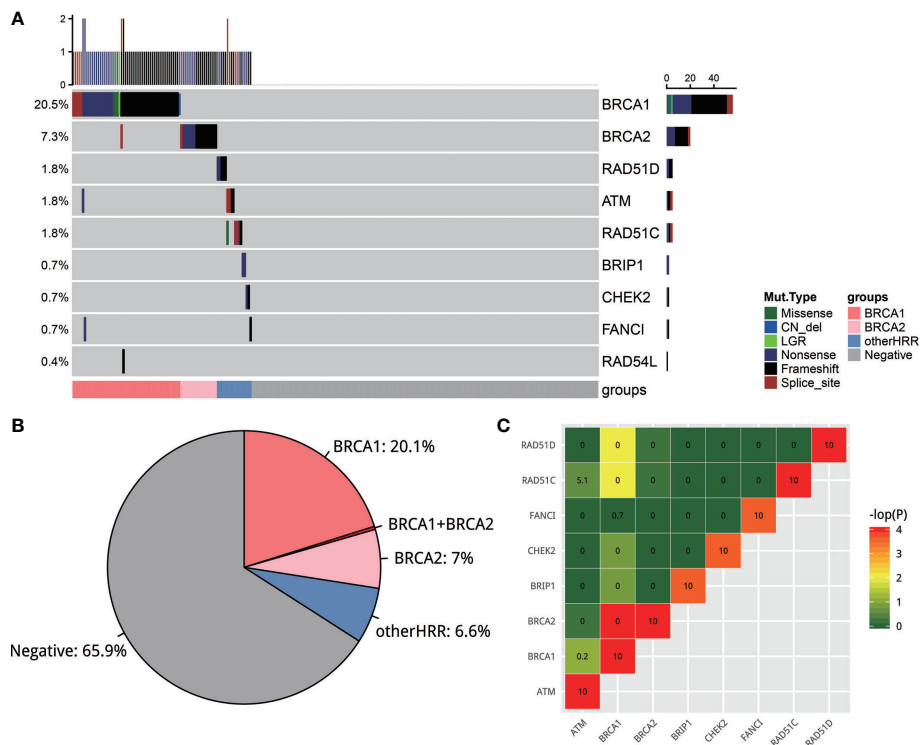 A
2
1
0
0 20 40
20.5% BRCA1
7.3% BRCA2
1.8% RAD51D
1.8% ATM
1.8% RAD51C
0.7% BRIP1
0.7% CHEK2
0.7% FANCI
0.4% RAD54L
groups
Mut.Type
Missense
CN_del
LGR
Nonsense
Frameshift
Splice_site
groups
BRCA1
BRCA2
otherHRR
Negative
B
BRCA1: 20.1%
BRCA1+BRCA2
BRCA2: 7%
otherHRR: 6.6%
Negative: 65.9%
C
RAD51D 0 0 0 0 0 0 0 10
RAD51C 5.1 0 0 0 0 0 10
FANCI 0 0.7 0 0 0 10
CHEK2 0 0 0 0 10
BRIP1 0 0 0 10
BRCA2 0 0 10
BRCA1 0.2 10
ATM 10
ATM BRCA1 BRCA2 BRIP1 CHEK2 FANCI RAD51C RAD51D
-lop(P)
4
3
2
1
0